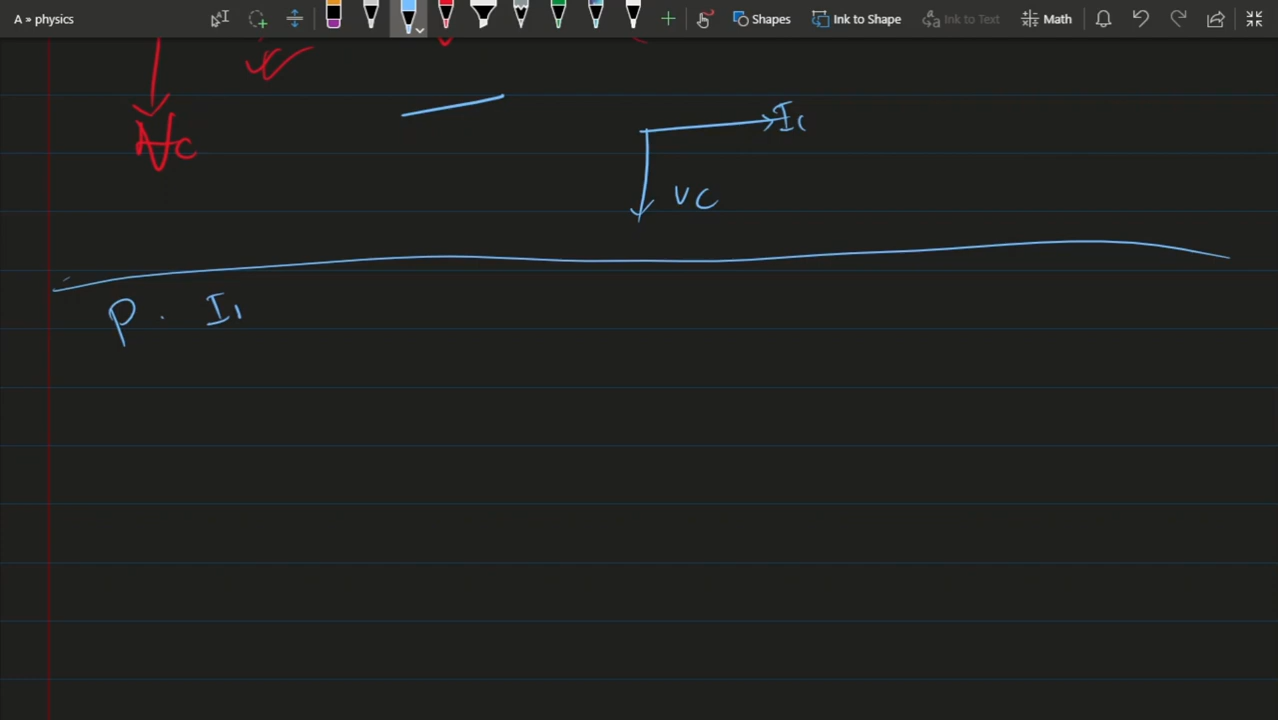 A » physics
Shapes
Ink to Shape
Ink to Text
Math
Vc
Ic
VC
P. I